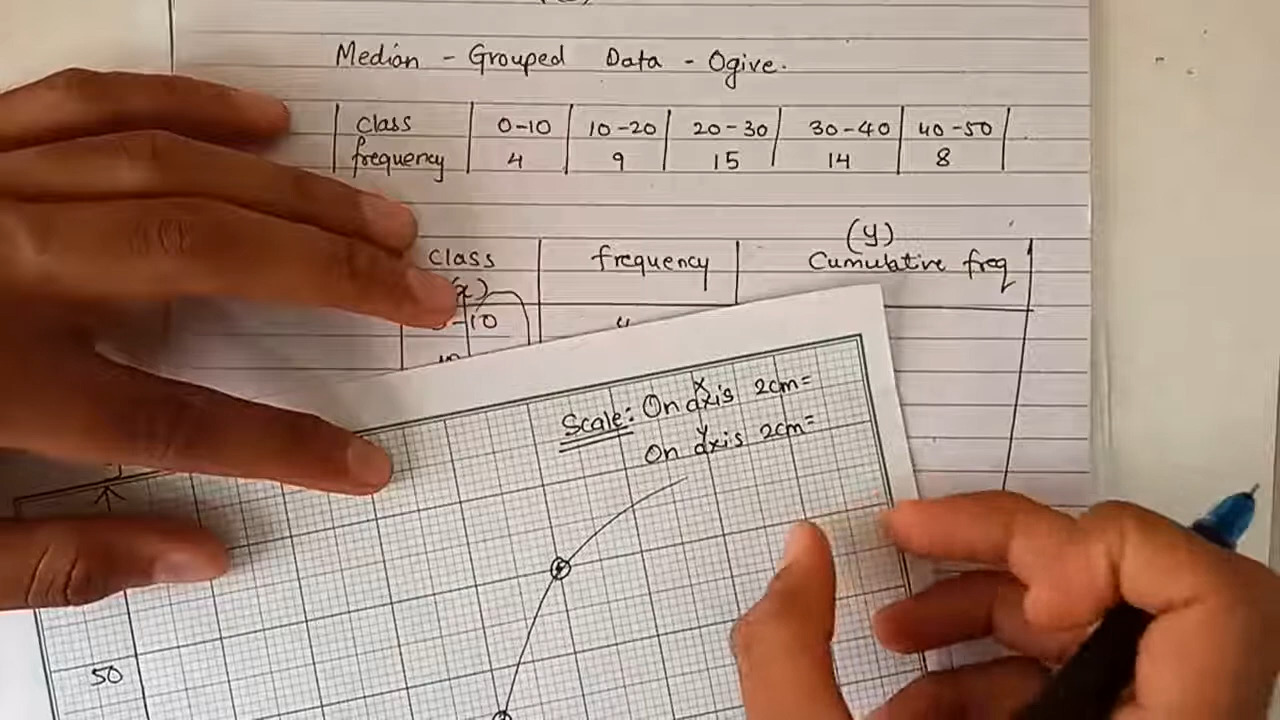 Median - Grouped Data - Ogive.
class 0-10 10-20 20-30 30-40 40-50
frequency 4 9 15 14 8
(y)
class frequency Cumulative freq
(x)
-10 4
Scale: On x axis 2cm=
On y axis 2cm=
50